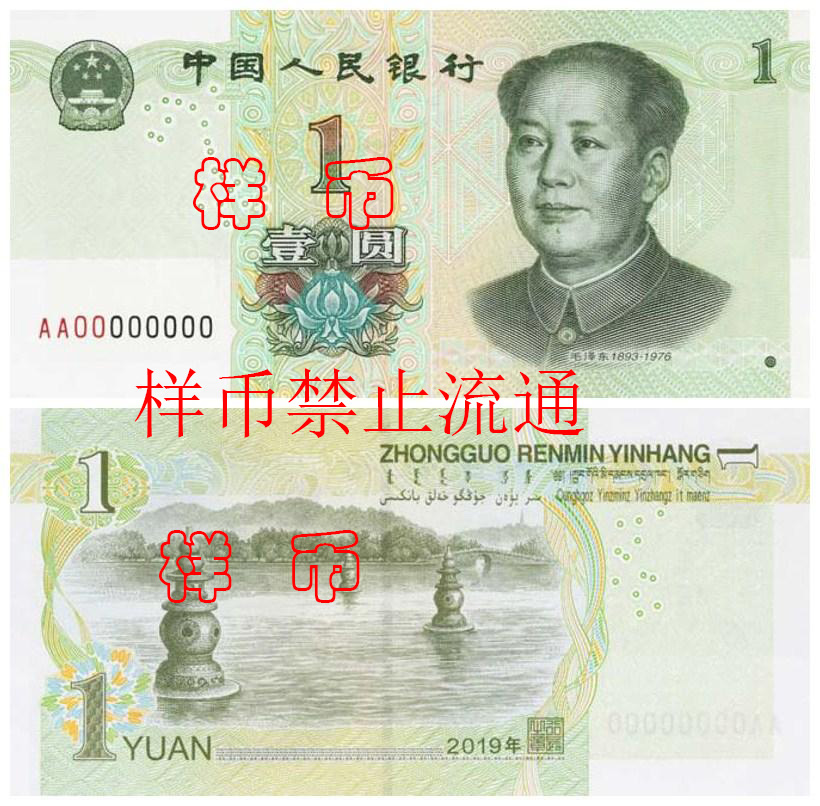 中国人民银行
1
1
样 币
壹 圆
AA00000000
毛泽东1893-1976
样币禁止流通
ZHONGGUO RENMIN YINHANG
1
1
Cunghgoz Yinzminz Yinzhangz it maenz
样 币
AA00000000
1 YUAN
2019年